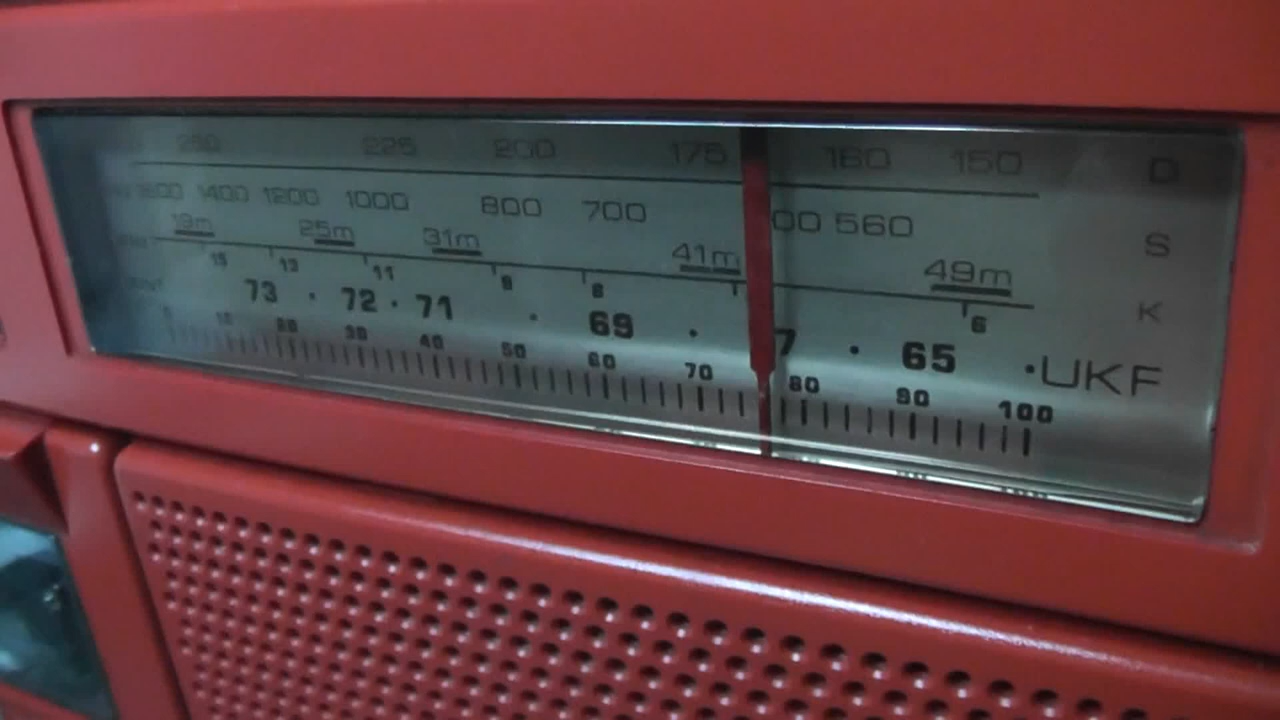 250 225 200 175 160 150 D
1400 1200 1000 800 700 00 560 S
19m 25m 31m 41m 49m
15 13 11 9 8 6 K
73 · 72 · 71 · 69 · 7 · 65 · UKF
10 20 30 40 50 60 70 80 90 100